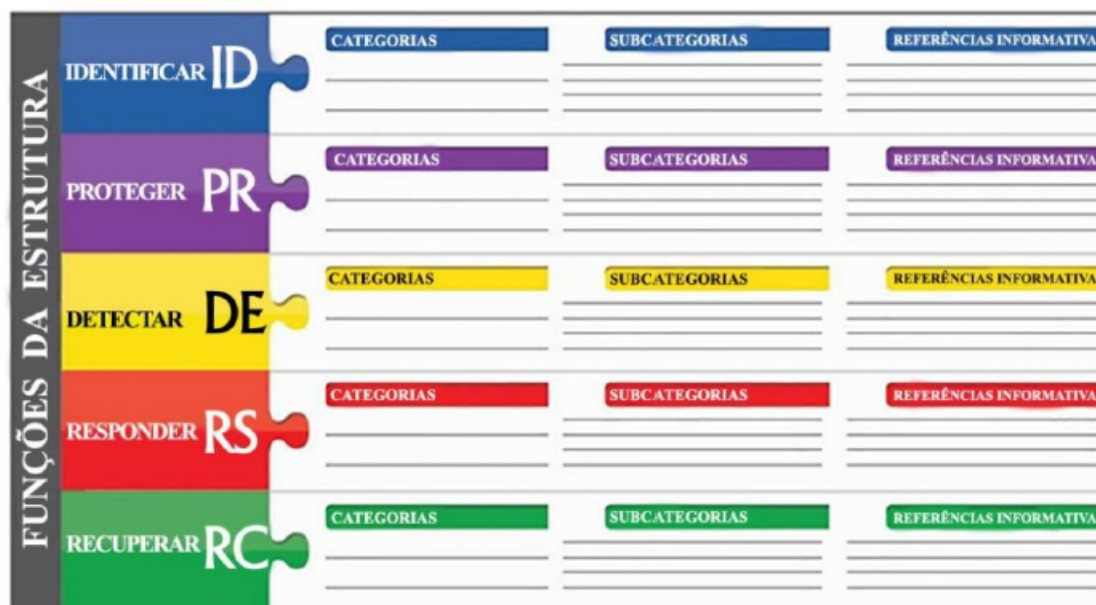 FUNÇÕES DA ESTRUTURA
IDENTIFICAR ID
CATEGORIAS SUBCATEGORIAS REFERÊNCIAS INFORMATIVA
PROTEGER PR
CATEGORIAS SUBCATEGORIAS REFERÊNCIAS INFORMATIVA
DETECTAR DE
CATEGORIAS SUBCATEGORIAS REFERÊNCIAS INFORMATIVA
RESPONDER RS
CATEGORIAS SUBCATEGORIAS REFERÊNCIAS INFORMATIVA
RECUPERAR RC
CATEGORIAS SUBCATEGORIAS REFERÊNCIAS INFORMATIVA